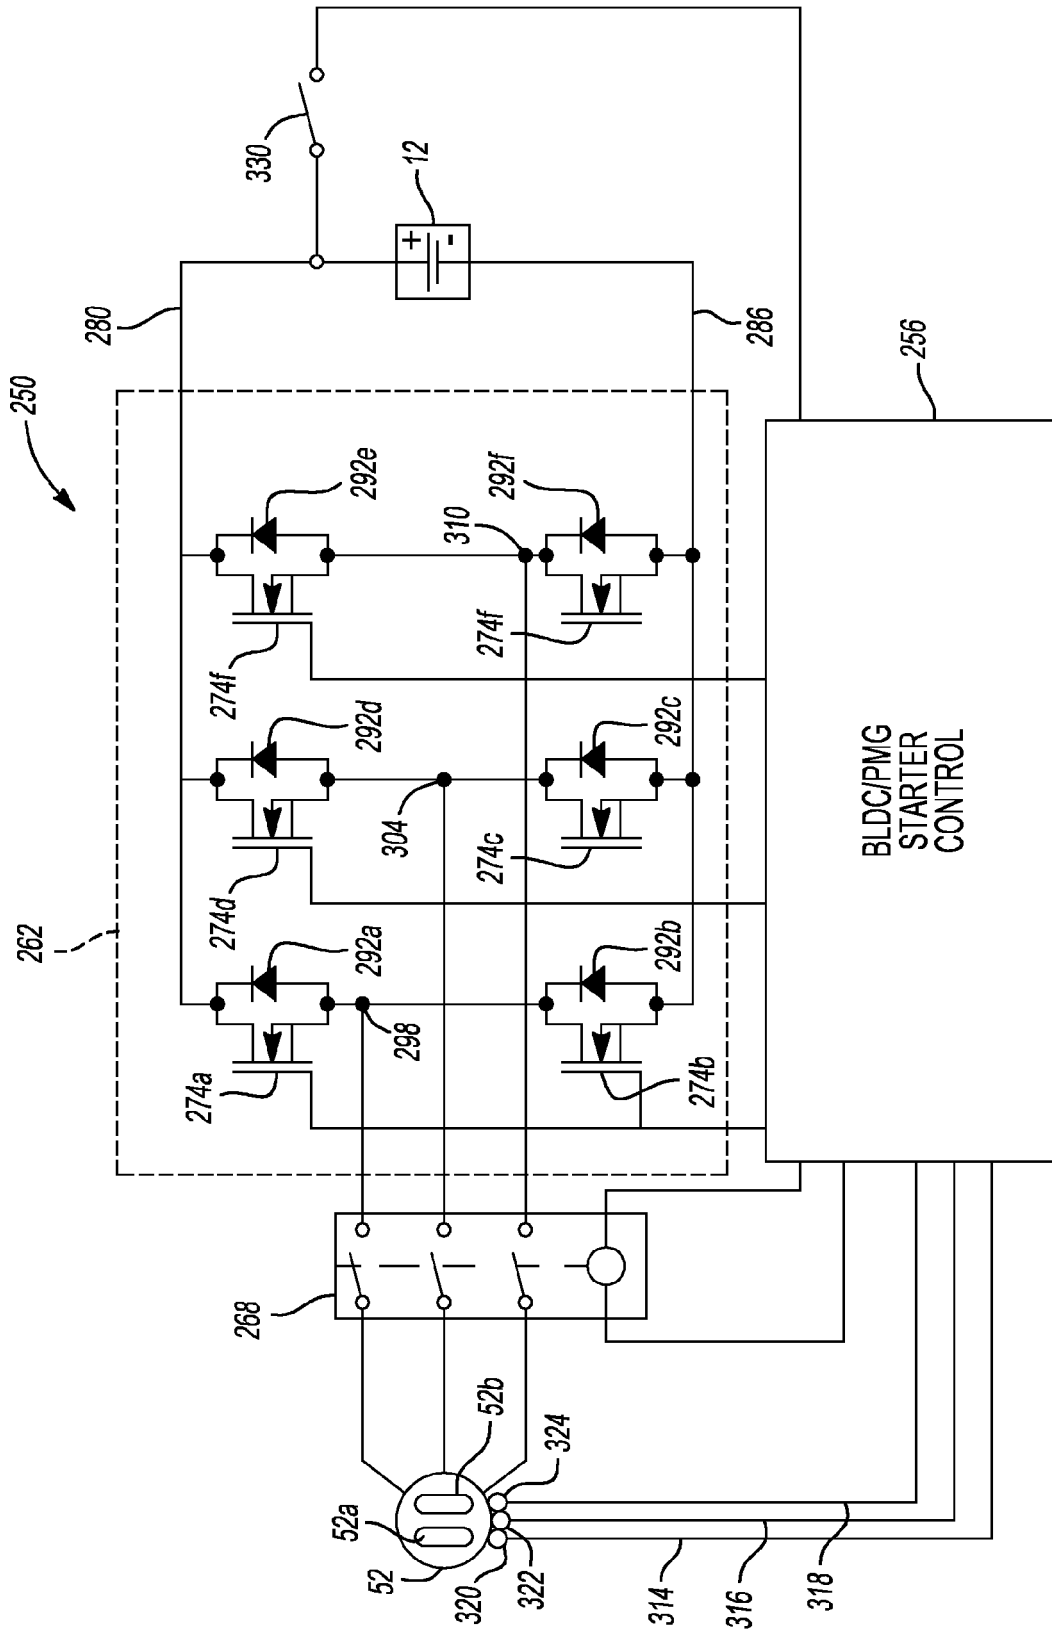 250
262
280
330
12
286
256
274a
292a
274d
292d
274f
292e
298
304
310
274b
292b
274c
292c
274f
292f
268
52
52a
52b
320
322
324
314
316
318
+
-
BLDC/PMG
STARTER
CONTROL